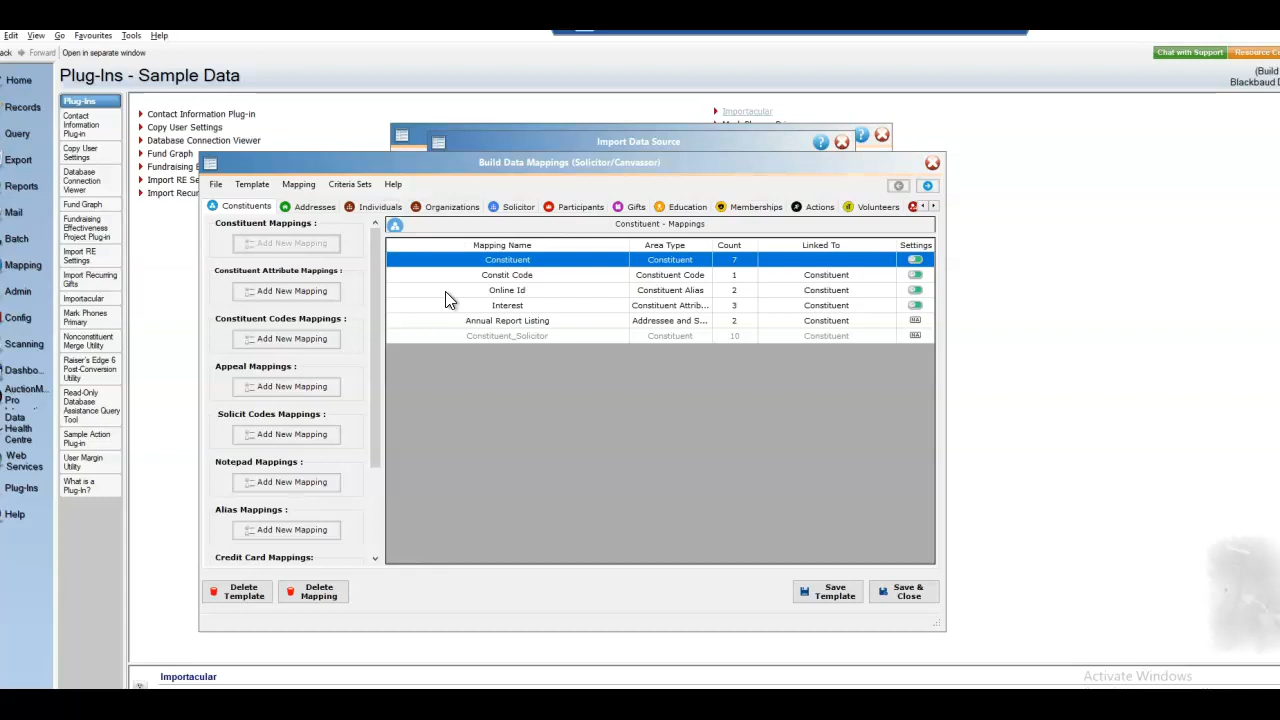 Edit View Go Favourites Tools Help
Forward Open in separate window
Chat with Support
Plug-Ins - Sample Data
(Build
Blackbaud
Home
Records
Query
Export
Reports
Mail
Batch
Mapping
Admin
Config
Scanning
Dashbo...
AuctionM...
Pro
Data
Health
Centre
Web
Services
Plug-Ins
Help
Plug-Ins
Contact
Information
Plug-in
Copy User
Settings
Database
Connection
Viewer
Fund Graph
Fundraising
Effectiveness
Project Plug-in
Import RE
Settings
Import Recurring
Gifts
Importacular
Mark Phones
Primary
Nonconstituent
Merge Utility
Raiser's Edge 6
Post-Conversion
Utility
Read-Only
Database
Assistance Query
Tool
Sample Action
Plug-in
User Margin
Utility
What is a
Plug-In?
Contact Information Plug-in
Copy User Settings
Database Connection Viewer
Fund Graph
Fundraising
Import RE Se
Import Recur
Importacular
Import Data Source
Build Data Mappings (Solicitor/Canvassor)
File Template Mapping Criteria Sets Help
Constituents Addresses Individuals Organizations Solicitor Participants Gifts Education Memberships Actions Volunteers
Constituent Mappings :
Add New Mapping
Constituent Attribute Mappings :
Add New Mapping
Constituent Codes Mappings :
Add New Mapping
Appeal Mappings :
Add New Mapping
Solicit Codes Mappings :
Add New Mapping
Notepad Mappings :
Add New Mapping
Alias Mappings :
Add New Mapping
Credit Card Mappings:
Constituent - Mappings
Mapping Name Area Type Count Linked To Settings
Constituent Constituent 7
Constit Code Constituent Code 1 Constituent
Online Id Constituent Alias 2 Constituent
Interest Constituent Attrib... 3 Constituent
Annual Report Listing Addressee and S... 2 Constituent NA
Constituent_Solicitor Constituent 10 Constituent NA
Delete Template
Delete Mapping
Save Template
Save & Close
Importacular
Activate Windows